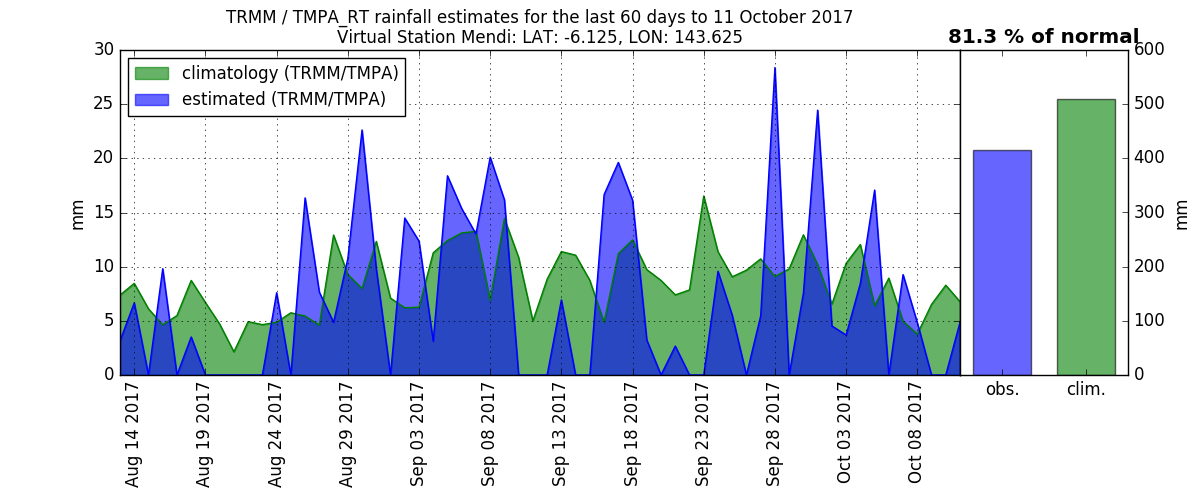 TRMM / TMPA_RT rainfall estimates for the last 60 days to 11 October 2017
Virtual Station Mendi: LAT: -6.125, LON: 143.625
81.3 % of normal
climatology (TRMM/TMPA)
estimated (TRMM/TMPA)
30
25
20
15
10
5
0
mm
Aug 14 2017
Aug 19 2017
Aug 24 2017
Aug 29 2017
Sep 03 2017
Sep 08 2017
Sep 13 2017
Sep 18 2017
Sep 23 2017
Sep 28 2017
Oct 03 2017
Oct 08 2017
obs.
clim.
600
500
400
300
200
100
0
mm